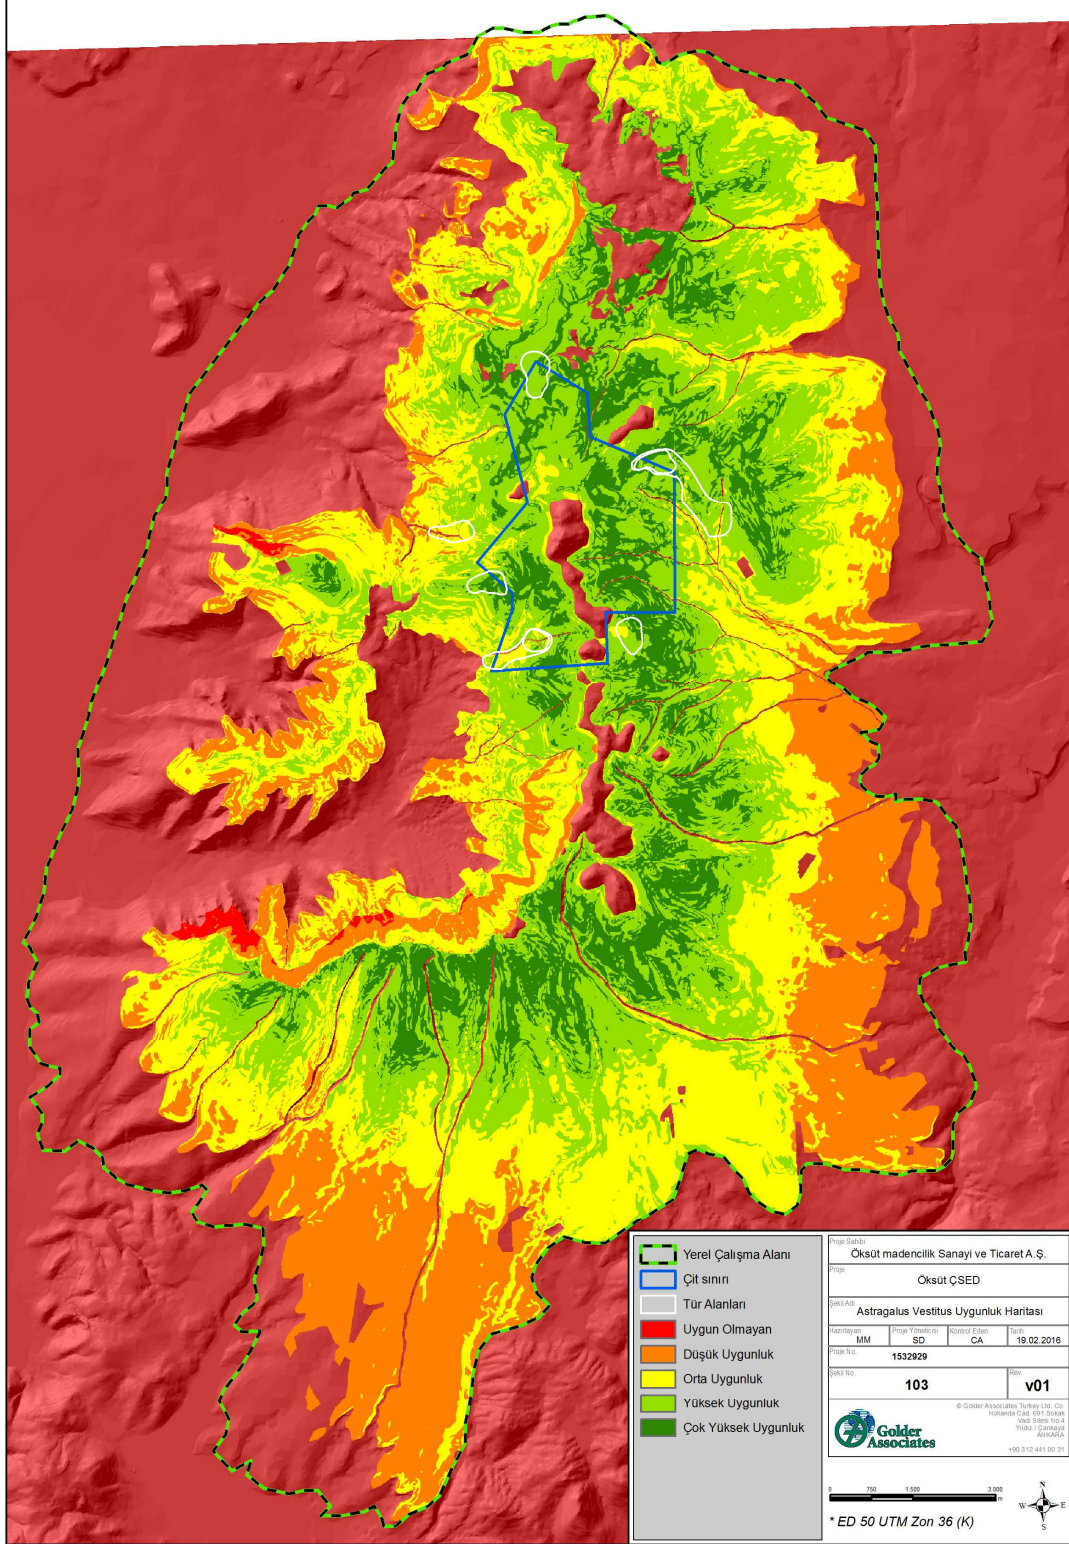 Yerel Çalışma Alanı
Çit sınırı
Tür Alanları
Uygun Olmayan
Düşük Uygunluk
Orta Uygunluk
Yüksek Uygunluk
Çok Yüksek Uygunluk
Proje Sahibi
Öksüt madencilik Sanayi ve Ticaret A.Ş.
Proje
Öksüt ÇSED
Şekil Adı
Astragalus Vestitus Uygunluk Haritası
Hazırlayan Proje Yöneticisi Kontrol Eden Tarih
MM SD CA 19.02.2016
Proje No.
1532929
Şekil No. Rev.
103 v01
© Golder Associates Turkey Ltd. Co.
Hollanda Cad. 691.Sokak
Vadi Sitesi No:4
Yıldız / Çankaya
ANKARA
+90 312 441 00 31
Golder
Associates
0 750 1.500 3.000
m
N
W E
S
* ED 50 UTM Zon 36 (K)